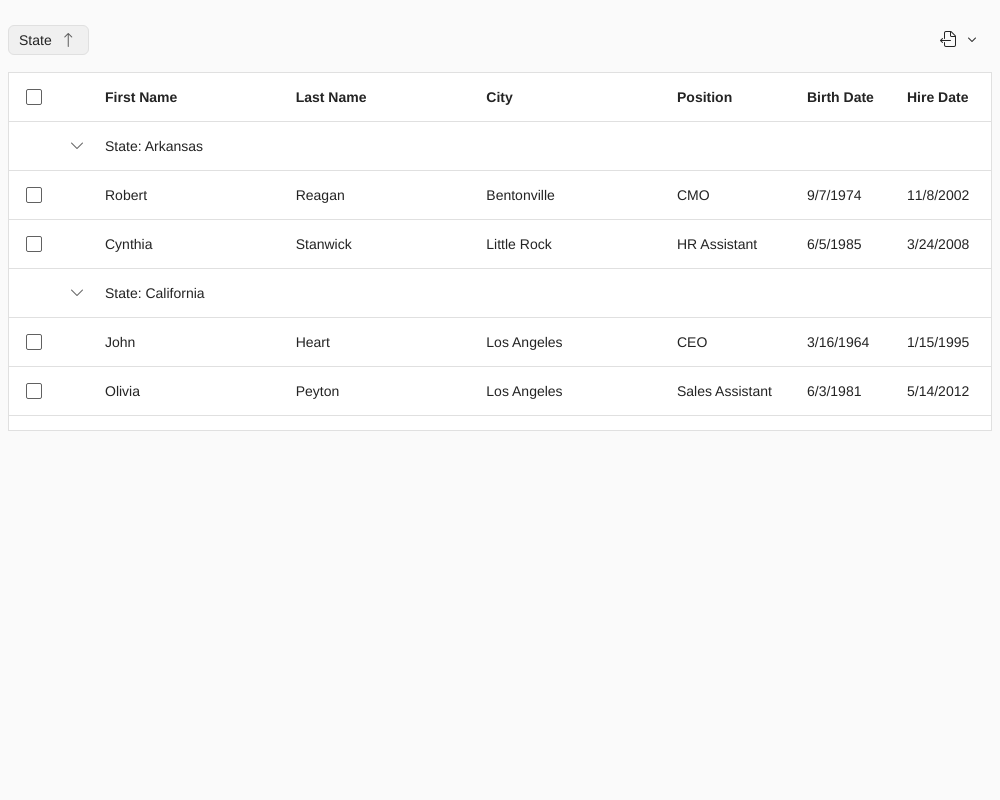 State
First Name Last Name City Position Birth Date Hire Date
State: Arkansas
Robert Reagan Bentonville CMO 9/7/1974 11/8/2002
Cynthia Stanwick Little Rock HR Assistant 6/5/1985 3/24/2008
State: California
John Heart Los Angeles CEO 3/16/1964 1/15/1995
Olivia Peyton Los Angeles Sales Assistant 6/3/1981 5/14/2012